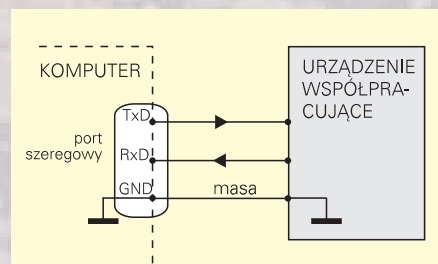 KOMPUTER
port
szeregowy
TxD
RxD
GND
masa
URZĄDZENIE
WSPÓŁPRA-
CUJĄCE